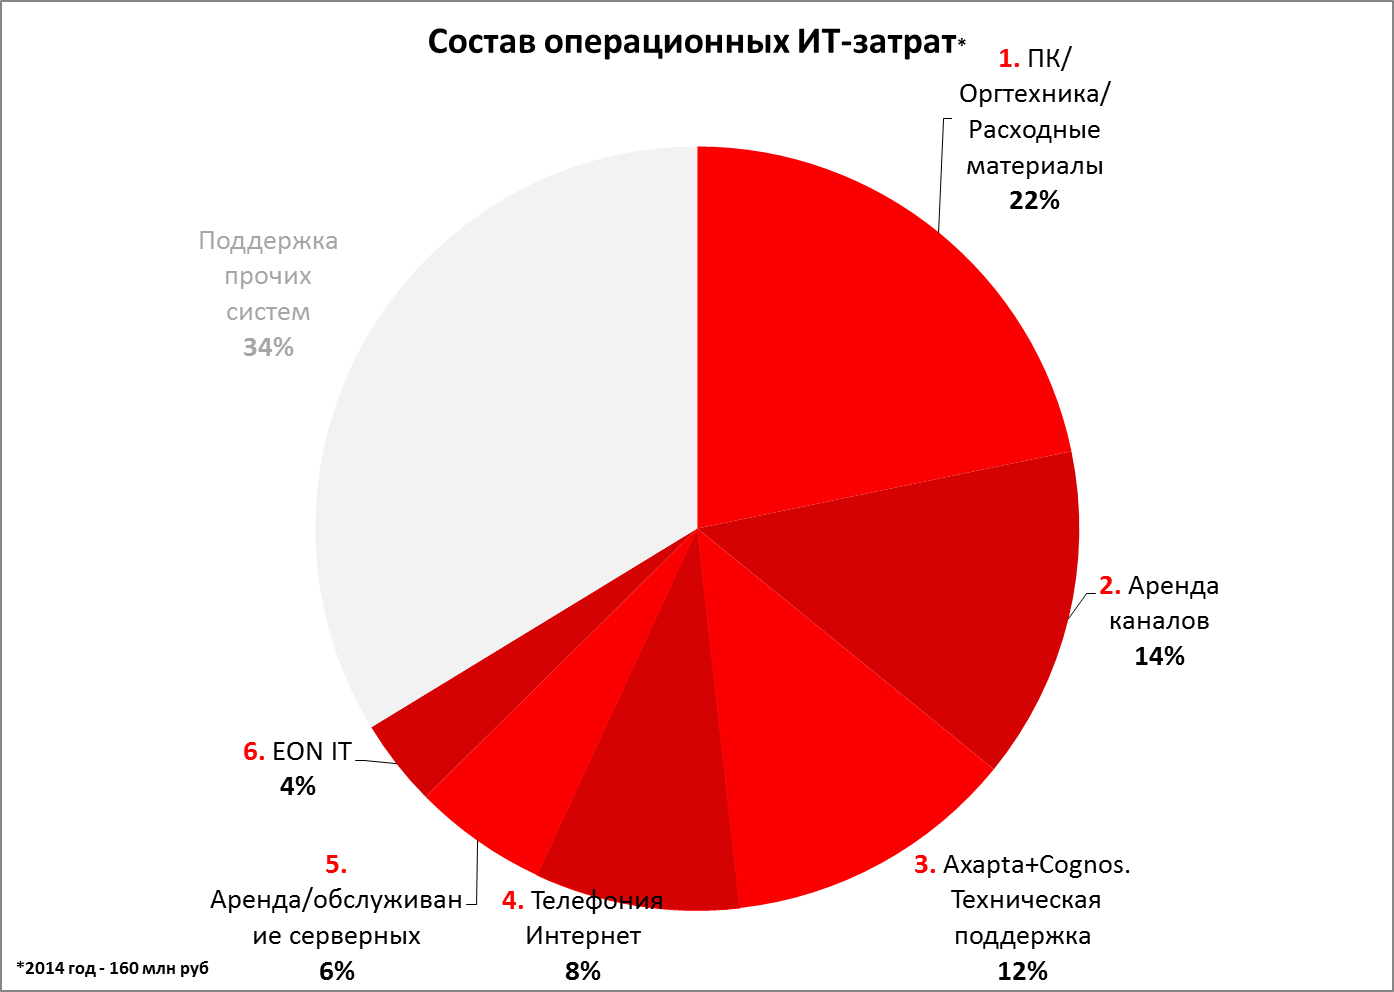 Состав операционных ИТ-затрат*
1. ПК/
Оргтехника/
Расходные
материалы
22%
2. Аренда
каналов
14%
3. Axapta+Cognos.
Техническая
поддержка
12%
4. Телефония
Интернет
8%
5.
Аренда/обслуживан
ие серверных
6%
6. EON IT
4%
Поддержка
прочих
систем
34%
*2014 год - 160 млн руб